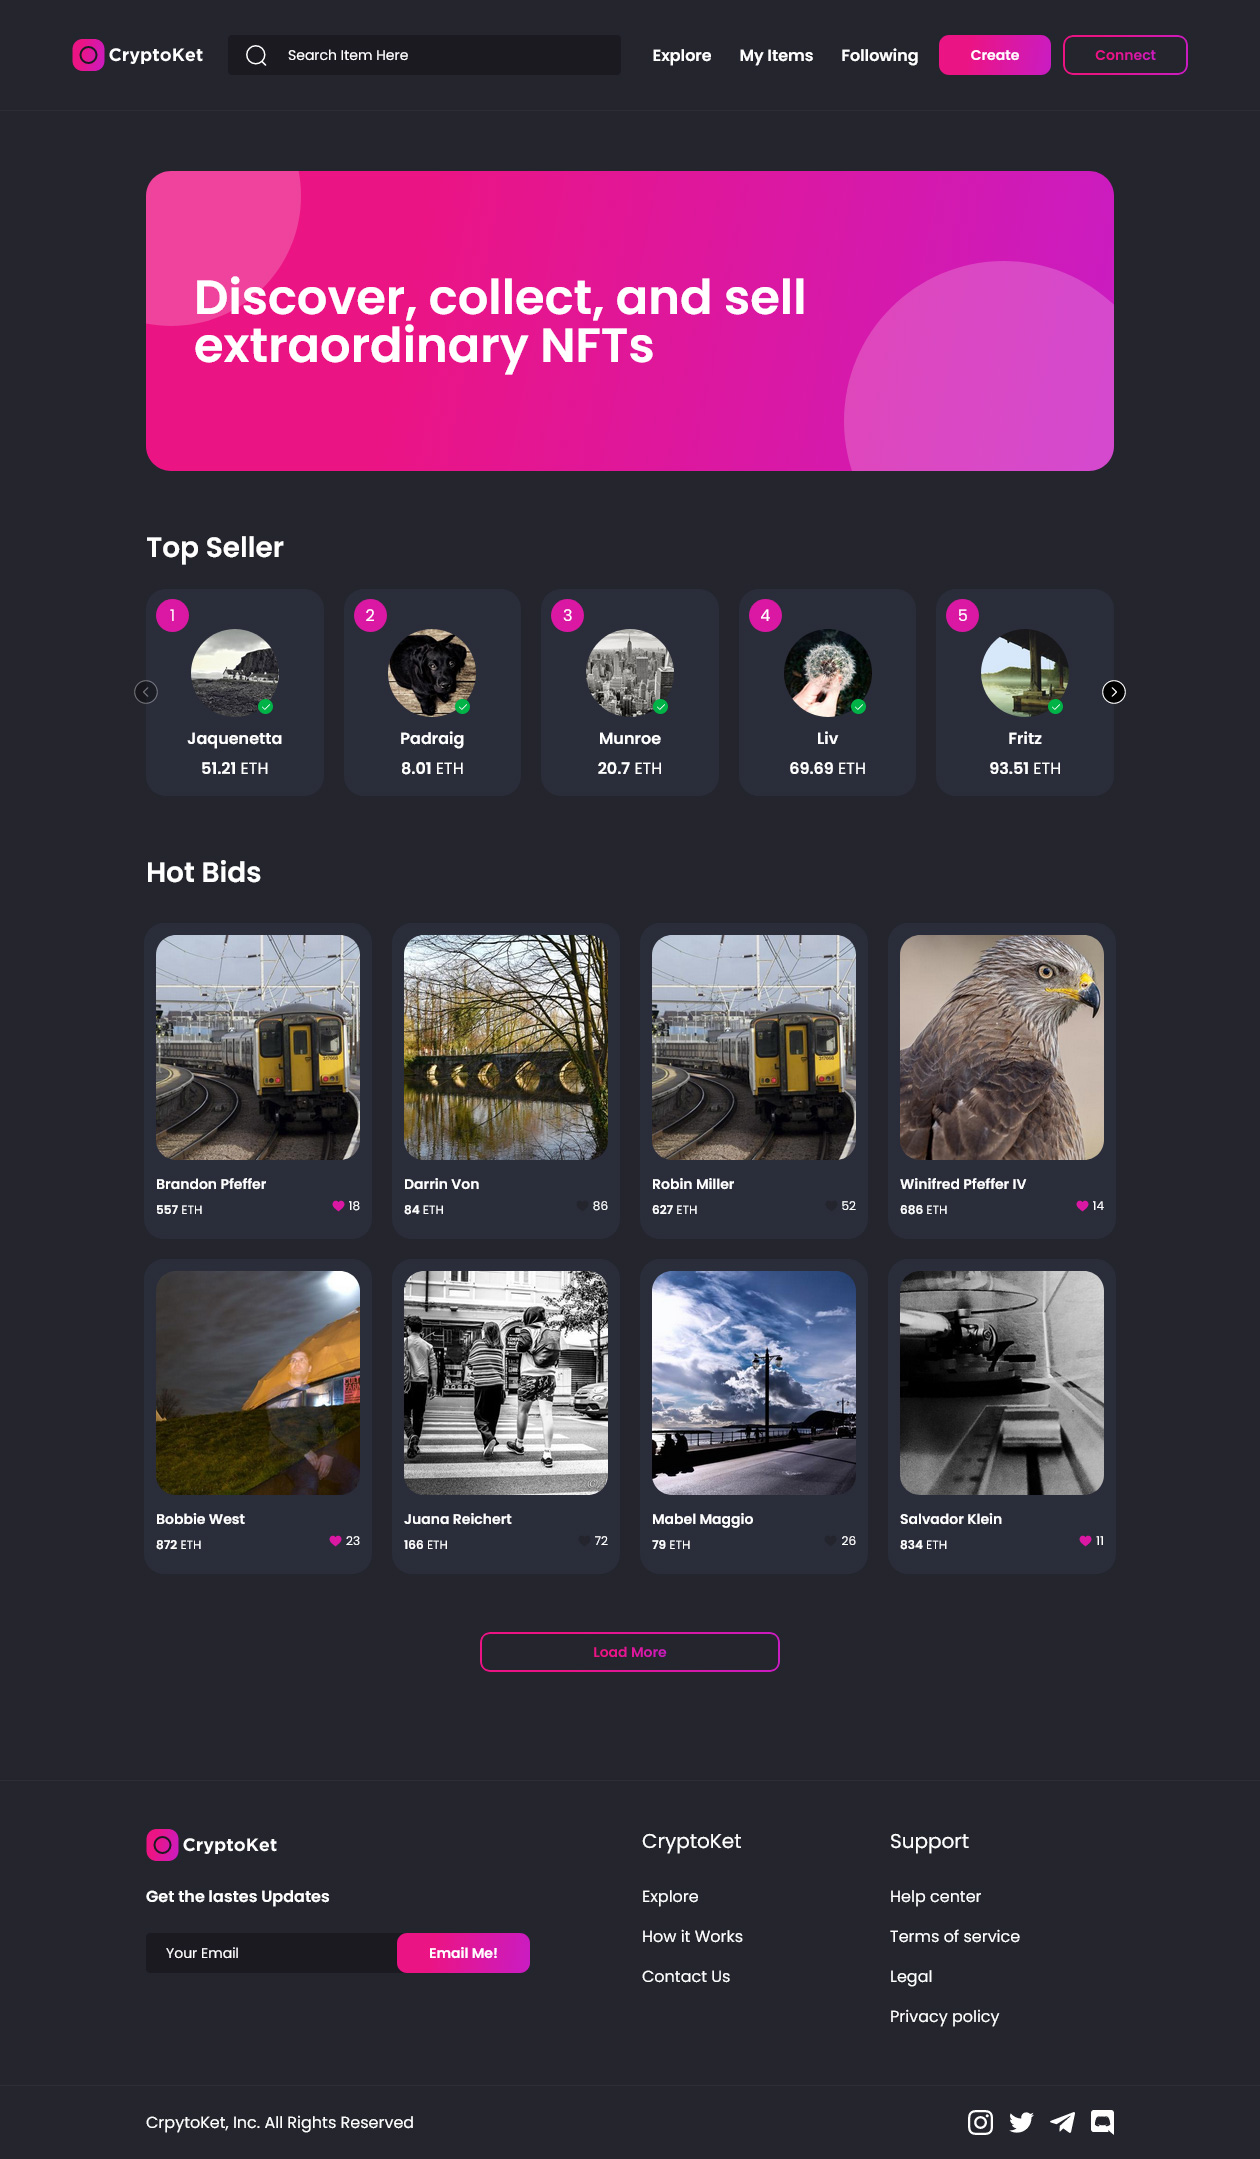 CryptoKet
Search Item Here
Explore
My Items
Following
Create
Connect
Discover, collect, and sell
extraordinary NFTs
Top Seller
1
2
3
4
5
Jaquenetta
Padraig
Munroe
Liv
Fritz
51.21 ETH
8.01 ETH
20.7 ETH
69.69 ETH
93.51 ETH
Hot Bids
Brandon Pfeffer
557 ETH
18
Darrin Von
84 ETH
86
Robin Miller
627 ETH
52
Winifred Pfeffer IV
686 ETH
14
Bobbie West
872 ETH
23
Juana Reichert
166 ETH
72
Mabel Maggio
79 ETH
26
Salvador Klein
834 ETH
11
Load More
CryptoKet
Get the lastes Updates
Your Email
Email Me!
CryptoKet
Explore
How it Works
Contact Us
Support
Help center
Terms of service
Legal
Privacy policy
CrpytoKet, Inc. All Rights Reserved